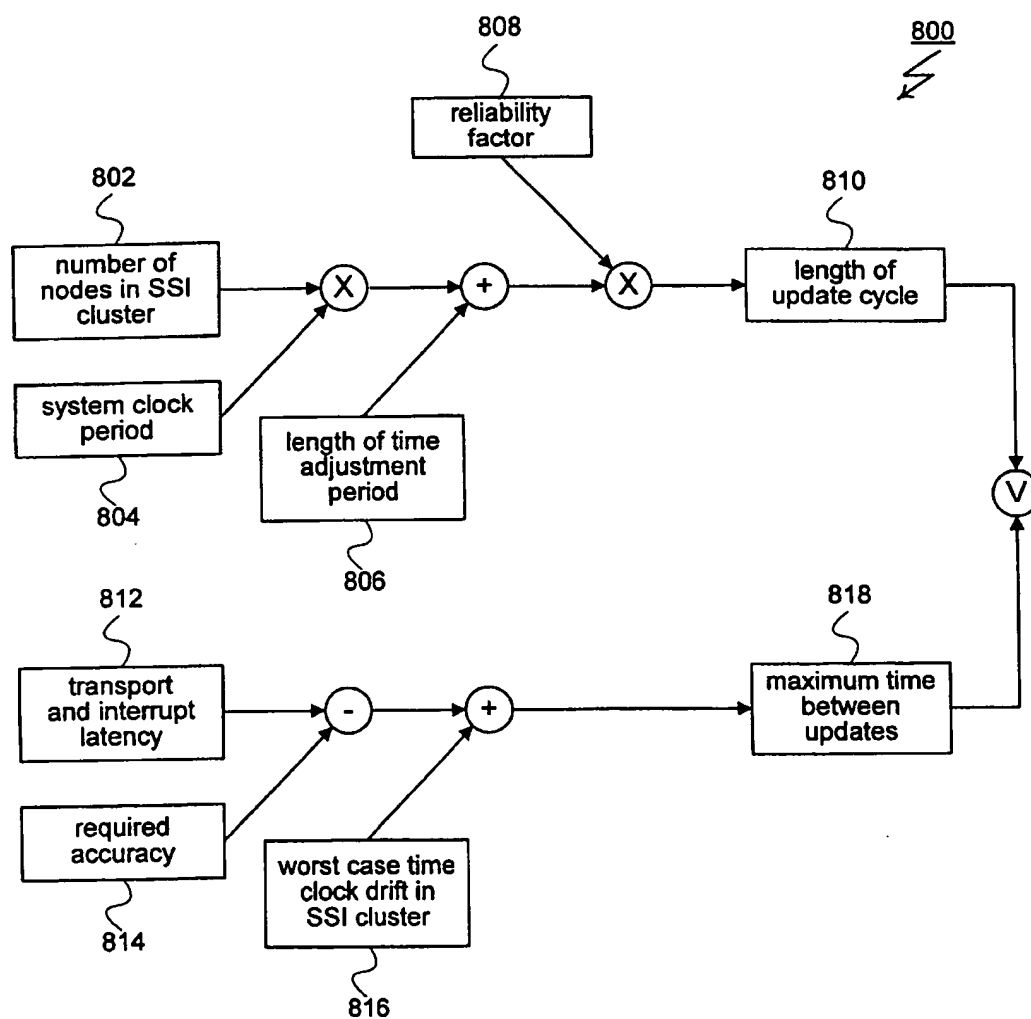 800
808
reliability
factor
802
number of
nodes in SSI
cluster
X
+
X
810
length of
update cycle
system clock
period
804
length of time
adjustment
period
806
V
812
transport
and interrupt
latency
-
+
818
maximum time
between
updates
required
accuracy
814
worst case time
clock drift in
SSI cluster
816